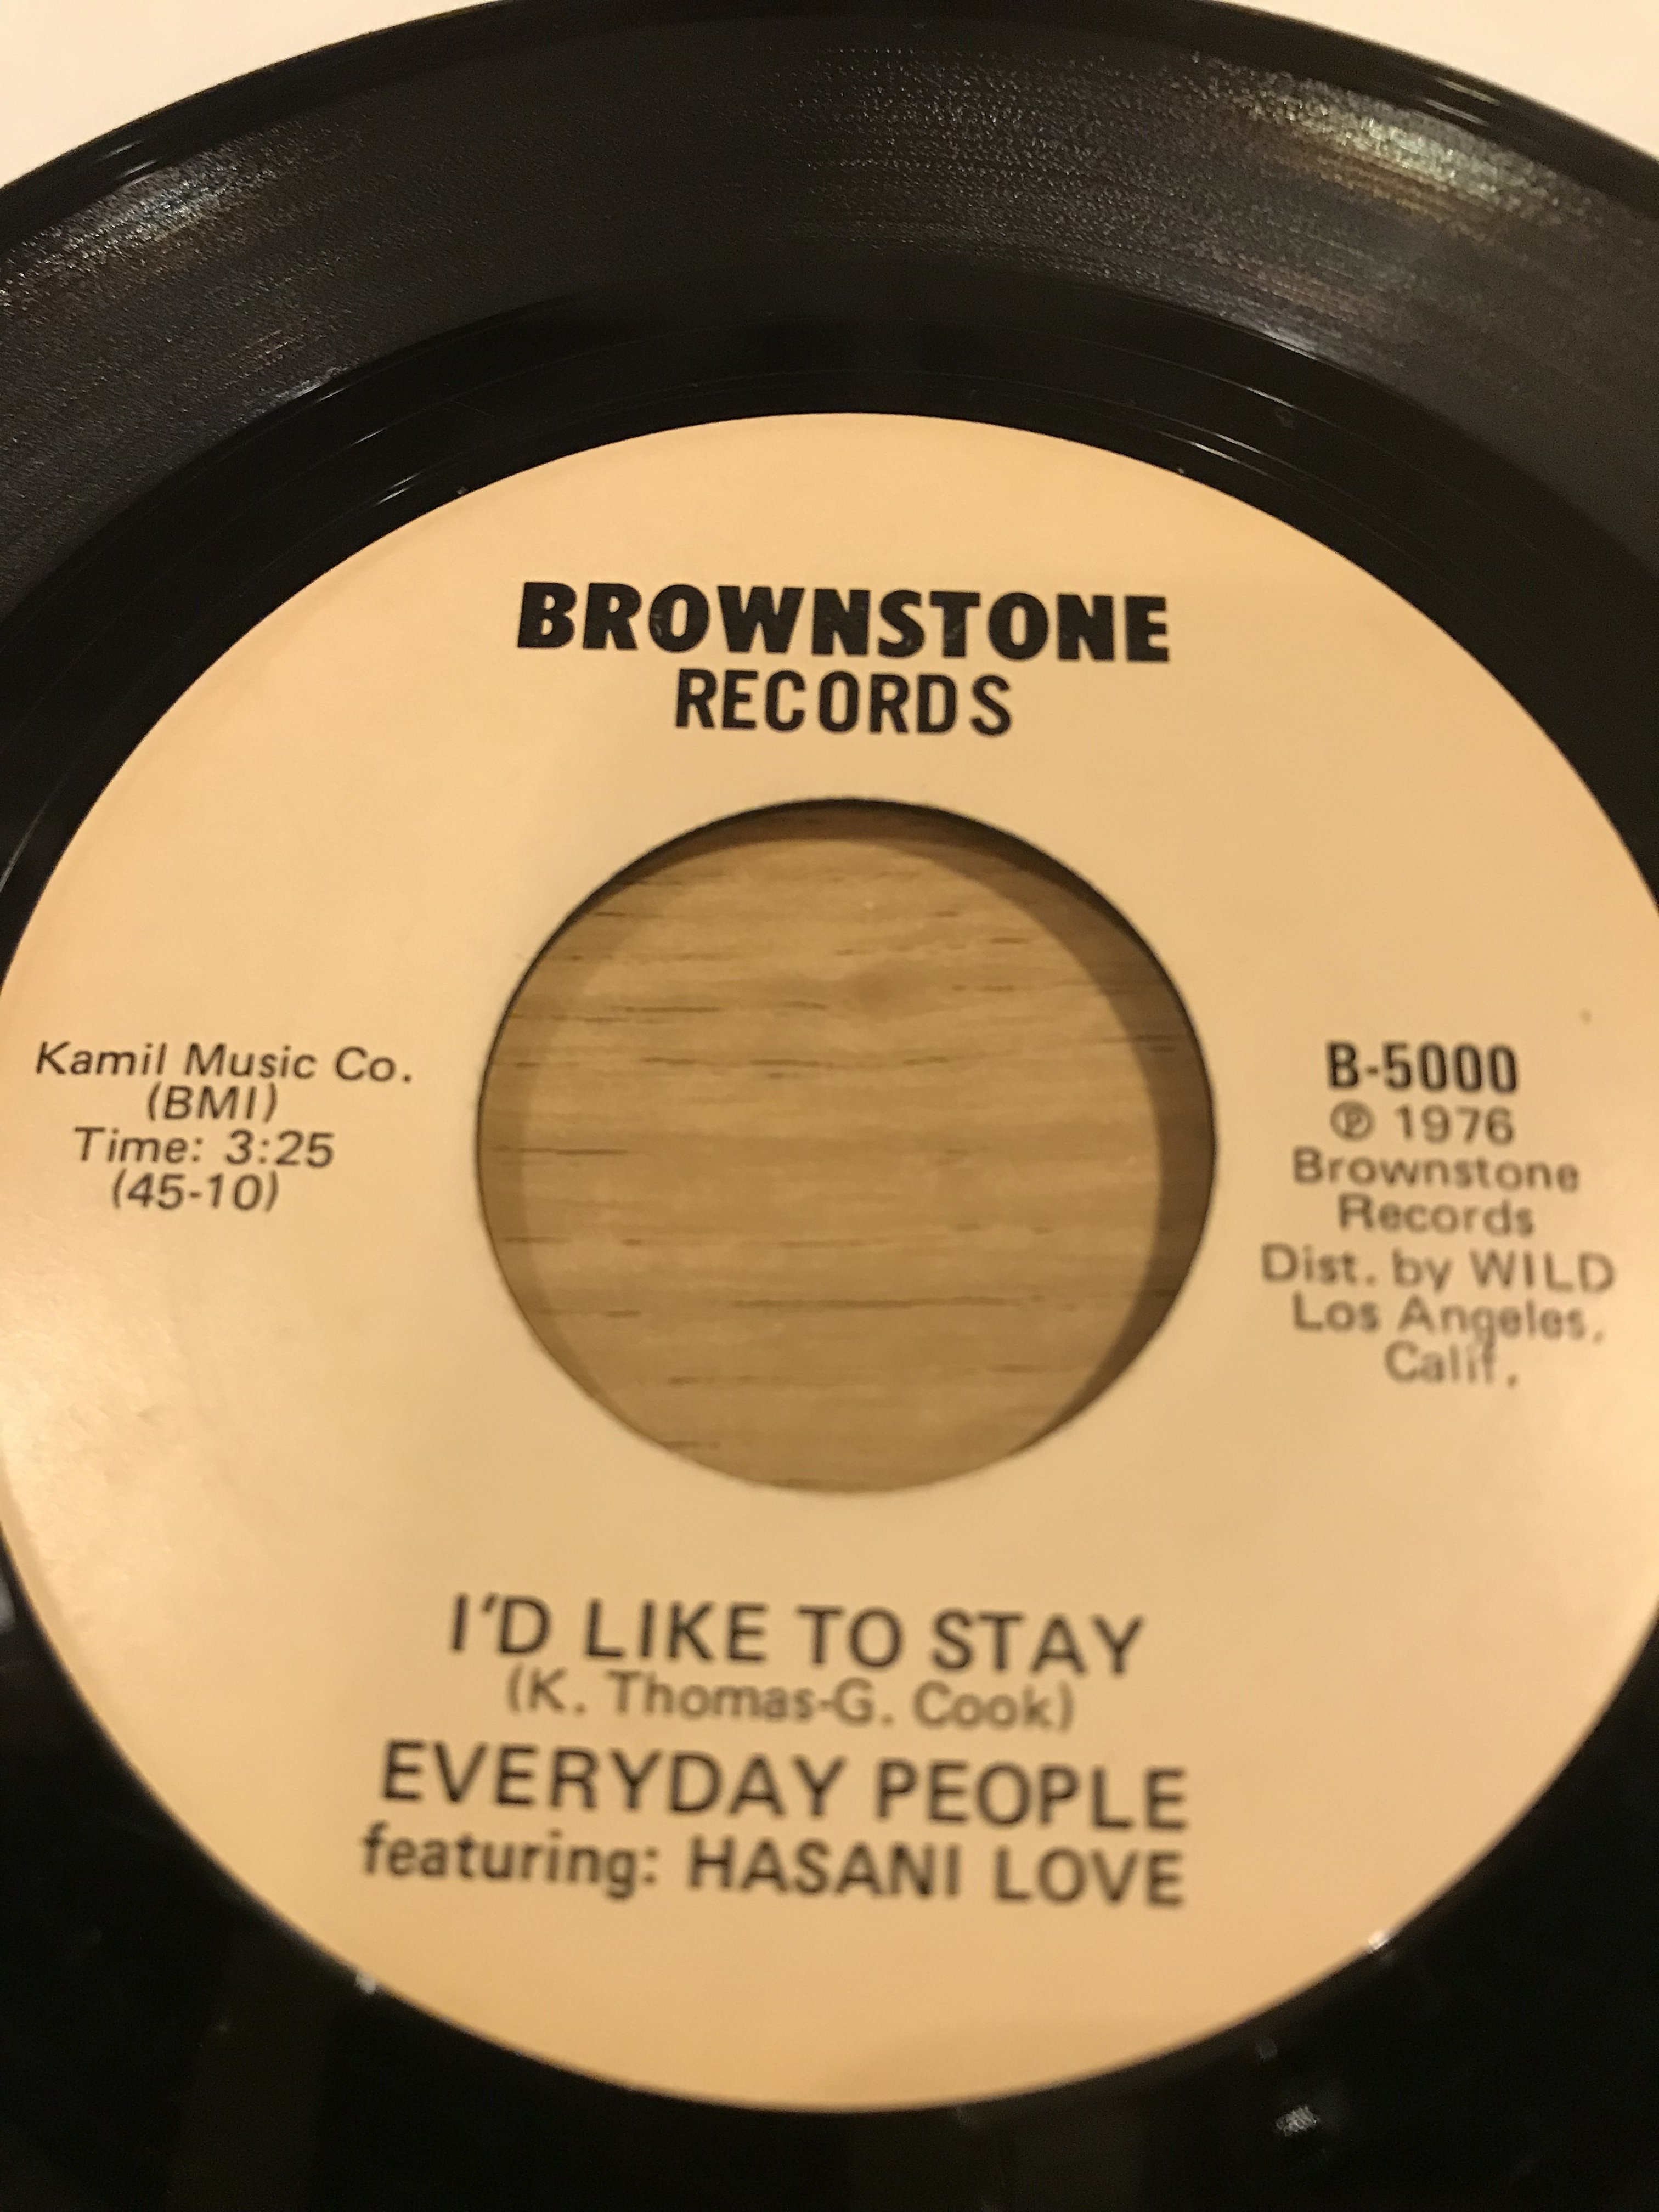 BROWNSTONE
RECORDS
Kamil Music Co.
(BMI)
Time: 3:25
(45-10)
B-5000
℗ 1976
Brownstone
Records
Dist. by WILD
Los Angeles,
Calif.
I'D LIKE TO STAY
(K. Thomas-G. Cook)
EVERYDAY PEOPLE
featuring: HASANI LOVE